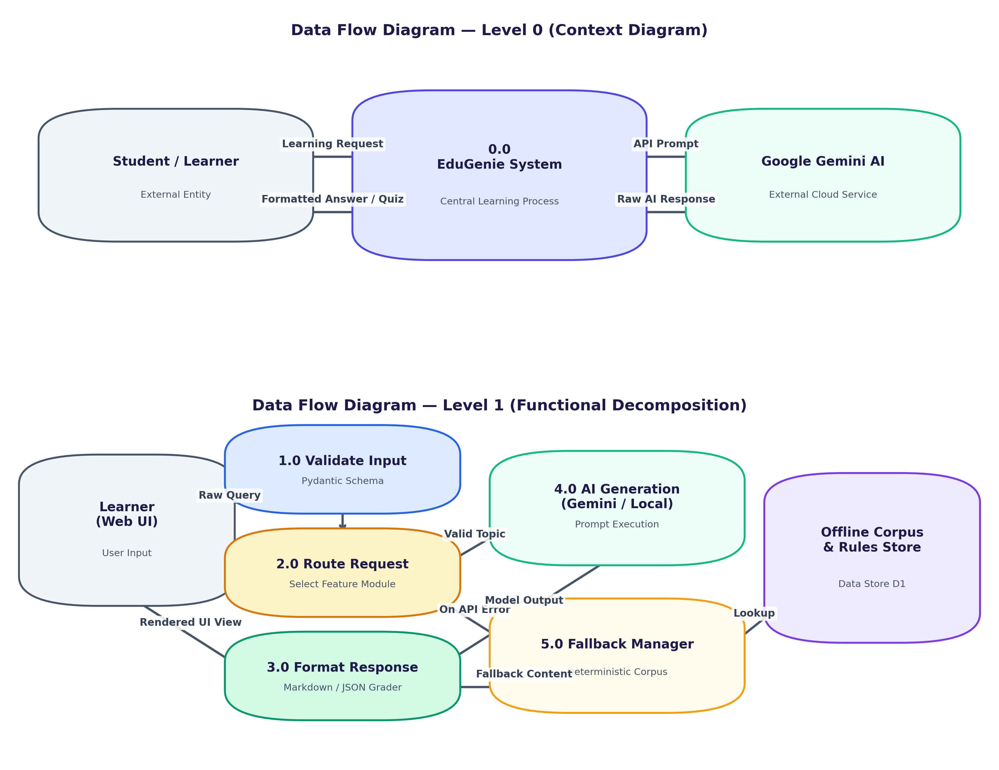 Data Flow Diagram — Level 0 (Context Diagram)
Student / Learner
External Entity
Learning Request
Formatted Answer / Quiz
0.0
EduGenie System
Central Learning Process
API Prompt
Raw AI Response
Google Gemini AI
External Cloud Service
Data Flow Diagram — Level 1 (Functional Decomposition)
Learner
(Web UI)
User Input
Raw Query
1.0 Validate Input
Pydantic Schema
2.0 Route Request
Select Feature Module
Valid Topic
4.0 AI Generation
(Gemini / Local)
Prompt Execution
Offline Corpus
& Rules Store
Data Store D1
Model Output
On API Error
Lookup
Rendered UI View
3.0 Format Response
Markdown / JSON Grader
5.0 Fallback Manager
Deterministic Corpus
Fallback Content